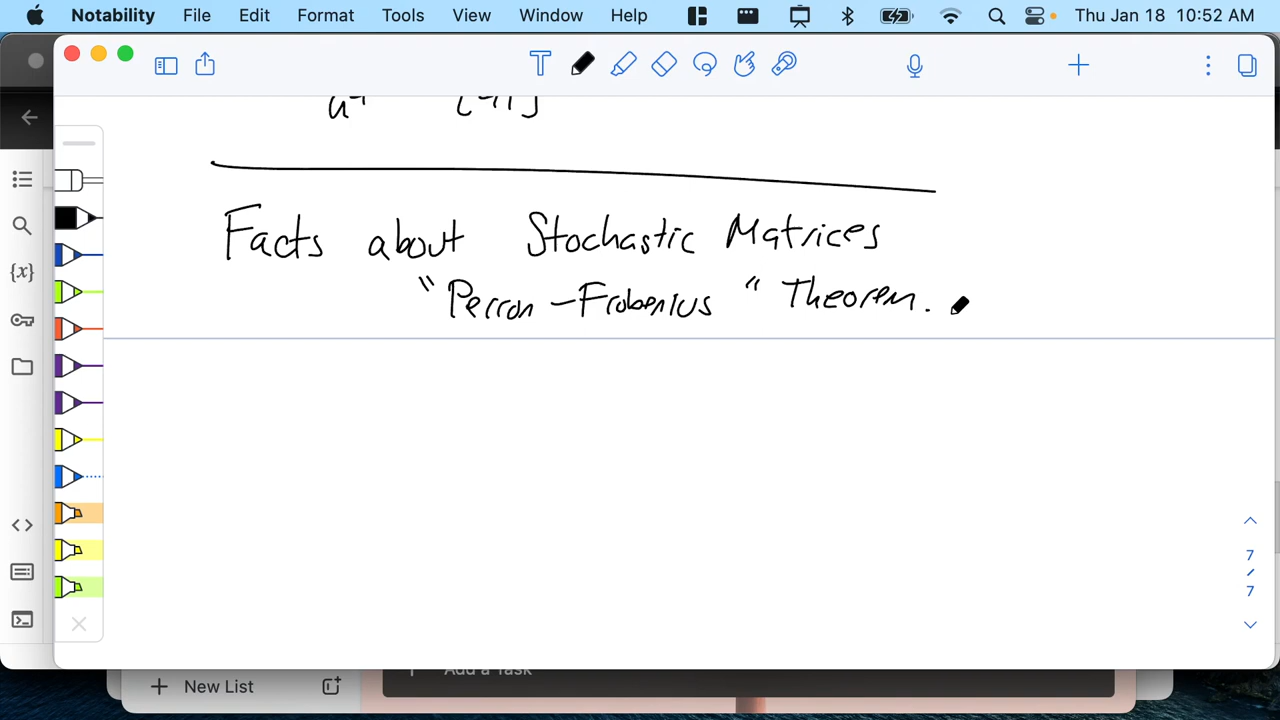 Notability File Edit Format Tools View Window Help Thu Jan 18 10:52 AM
Facts about Stochastic Matrices
"Perron-Frobenius" Theorem.
7
7
New List
Add a Task